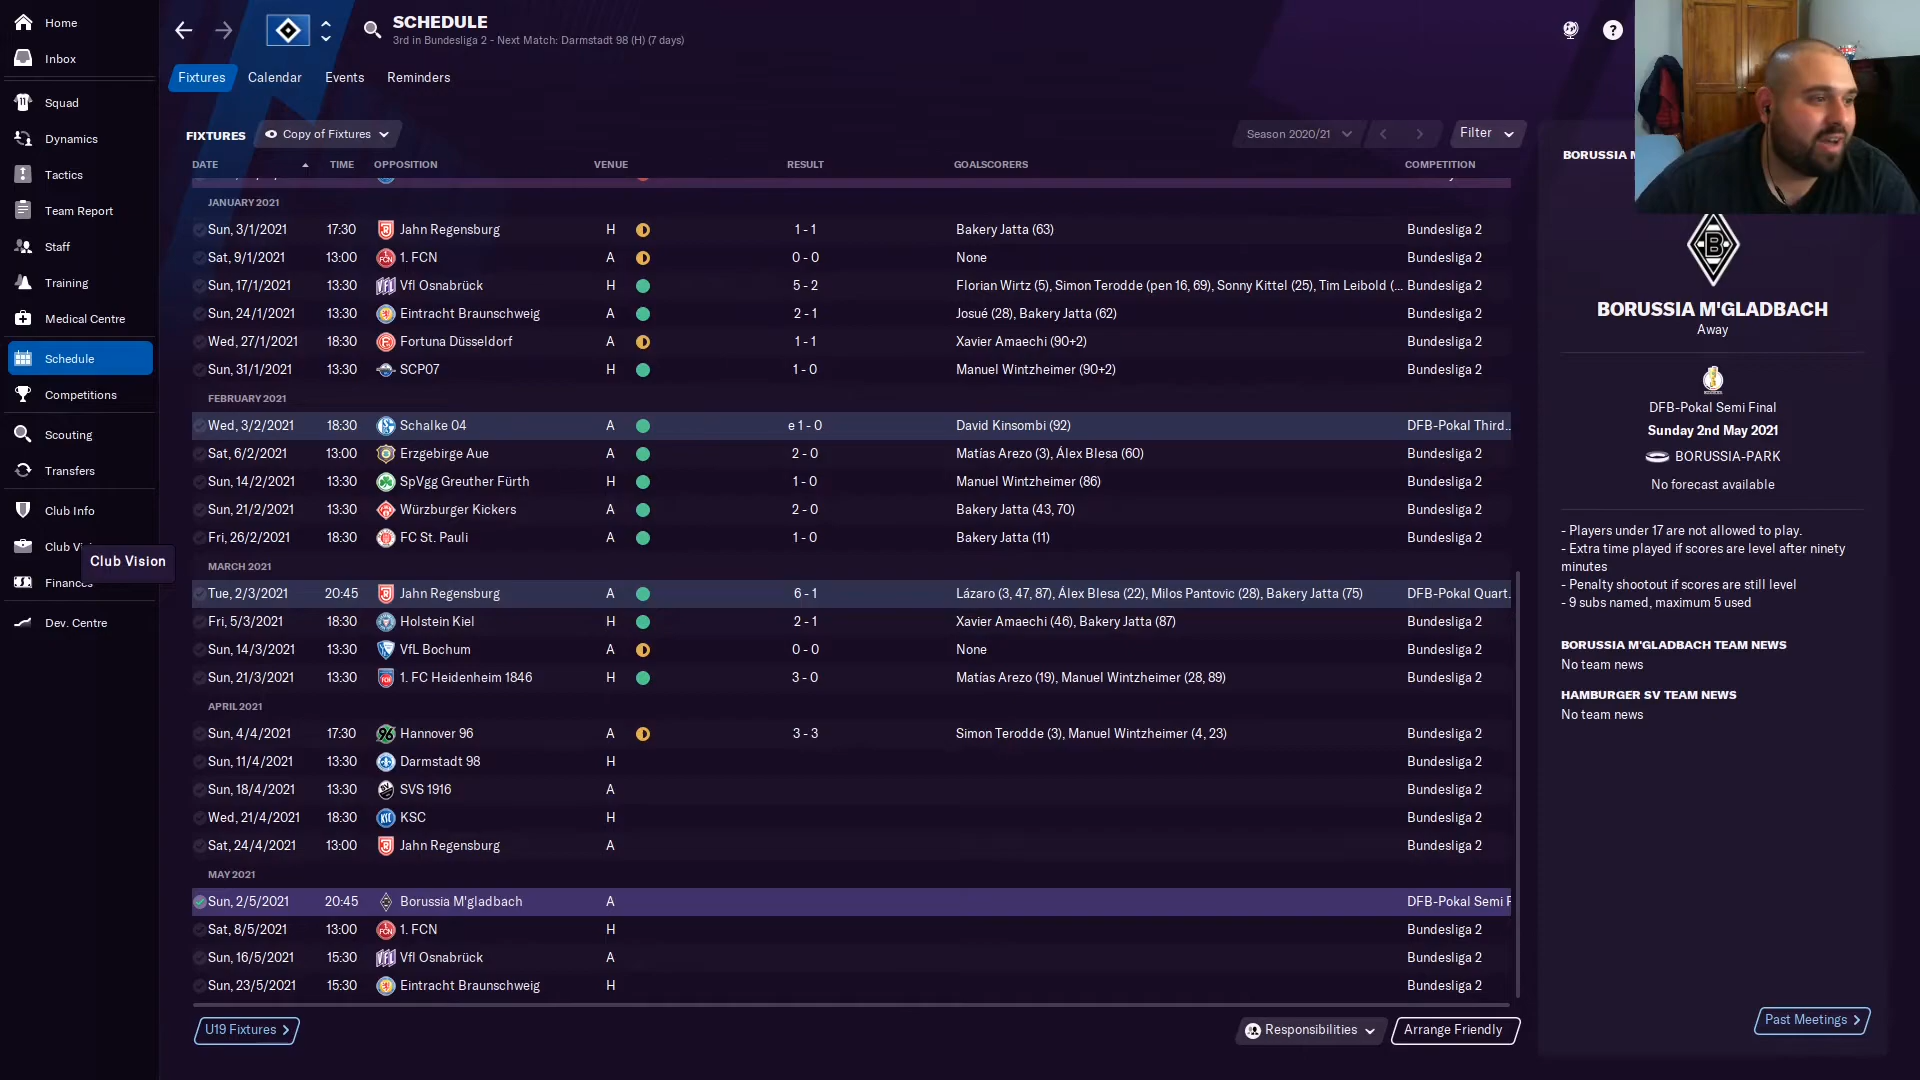 Home
Inbox
Squad
Dynamics
Tactics
Team Report
Staff
Training
Medical Centre
Schedule
Competitions
Scouting
Transfers
Club Info
Club Vi
Club Vision
Finances
Dev. Centre
SCHEDULE
3rd in Bundesliga 2 - Next Match: Darmstadt 98 (H) (7 days)
Fixtures Calendar Events Reminders
FIXTURES Copy of Fixtures Season 2020/21 Filter
DATE TIME OPPOSITION VENUE RESULT GOALSCORERS COMPETITION
JANUARY 2021
Sun, 3/1/2021 17:30 Jahn Regensburg H 1 - 1 Bakery Jatta (63) Bundesliga 2
Sat, 9/1/2021 13:00 1. FCN A 0 - 0 None Bundesliga 2
Sun, 17/1/2021 13:30 Vfl Osnabrück H 5 - 2 Florian Wirtz (5), Simon Terodde (pen 16, 69), Sonny Kittel (25), Tim Leibold (... Bundesliga 2
Sun, 24/1/2021 13:30 Eintracht Braunschweig A 2 - 1 Josué (28), Bakery Jatta (62) Bundesliga 2
Wed, 27/1/2021 18:30 Fortuna Düsseldorf A 1 - 1 Xavier Amaechi (90+2) Bundesliga 2
Sun, 31/1/2021 13:30 SCP07 H 1 - 0 Manuel Wintzheimer (90+2) Bundesliga 2
FEBRUARY 2021
Wed, 3/2/2021 18:30 Schalke 04 A e 1 - 0 David Kinsombi (92) DFB-Pokal Third...
Sat, 6/2/2021 13:00 Erzgebirge Aue A 2 - 0 Matías Arezo (3), Álex Blesa (60) Bundesliga 2
Sun, 14/2/2021 13:30 SpVgg Greuther Fürth H 1 - 0 Manuel Wintzheimer (86) Bundesliga 2
Sun, 21/2/2021 13:30 Würzburger Kickers A 2 - 0 Bakery Jatta (43, 70) Bundesliga 2
Fri, 26/2/2021 18:30 FC St. Pauli A 1 - 0 Bakery Jatta (11) Bundesliga 2
MARCH 2021
Tue, 2/3/2021 20:45 Jahn Regensburg A 6 - 1 Lázaro (3, 47, 87), Álex Blesa (22), Milos Pantovic (28), Bakery Jatta (75) DFB-Pokal Quart.
Fri, 5/3/2021 18:30 Holstein Kiel H 2 - 1 Xavier Amaechi (46), Bakery Jatta (87) Bundesliga 2
Sun, 14/3/2021 13:30 VfL Bochum A 0 - 0 None Bundesliga 2
Sun, 21/3/2021 13:30 1. FC Heidenheim 1846 H 3 - 0 Matías Arezo (19), Manuel Wintzheimer (28, 89) Bundesliga 2
APRIL 2021
Sun, 4/4/2021 17:30 Hannover 96 A 3 - 3 Simon Terodde (3), Manuel Wintzheimer (4, 23) Bundesliga 2
Sun, 11/4/2021 13:30 Darmstadt 98 H Bundesliga 2
Sun, 18/4/2021 13:30 SVS 1916 A Bundesliga 2
Wed, 21/4/2021 18:30 KSC H Bundesliga 2
Sat, 24/4/2021 13:00 Jahn Regensburg A Bundesliga 2
MAY 2021
Sun, 2/5/2021 20:45 Borussia M'gladbach A DFB-Pokal Semi F
Sat, 8/5/2021 13:00 1. FCN H Bundesliga 2
Sun, 16/5/2021 15:30 Vfl Osnabrück A Bundesliga 2
Sun, 23/5/2021 15:30 Eintracht Braunschweig H Bundesliga 2
U19 Fixtures
Responsibilities
Arrange Friendly
BORUSSIA M
BORUSSIA M'GLADBACH
Away
DFB-Pokal Semi Final
Sunday 2nd May 2021
BORUSSIA-PARK
No forecast available
- Players under 17 are not allowed to play.
- Extra time played if scores are level after ninety
minutes
- Penalty shootout if scores are still level
- 9 subs named, maximum 5 used
BORUSSIA M'GLADBACH TEAM NEWS
No team news
HAMBURGER SV TEAM NEWS
No team news
Past Meetings